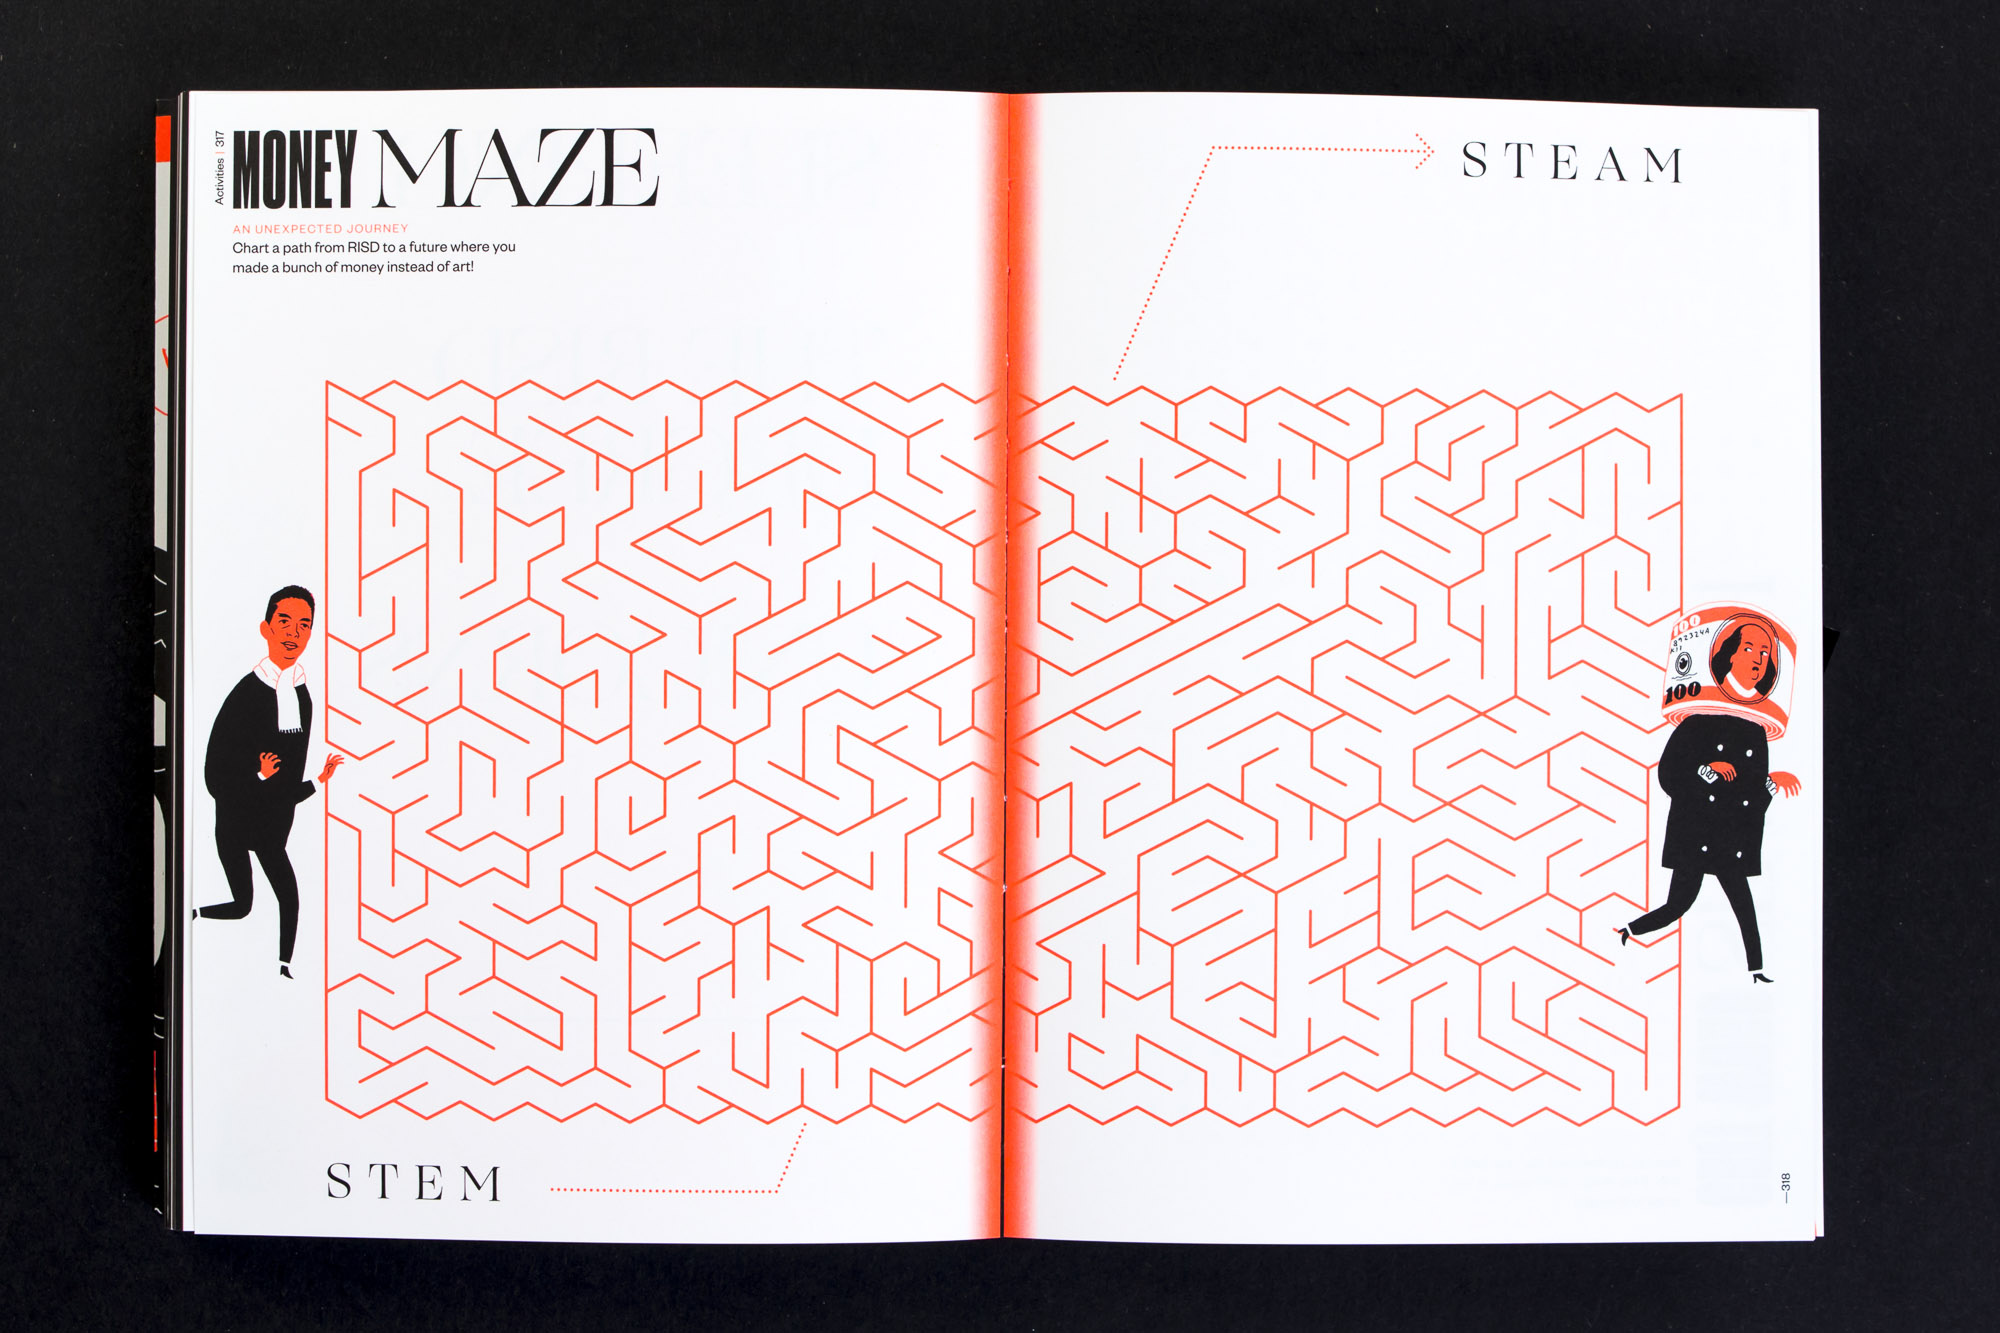 Activities | 317
MONEY MAZE
AN UNEXPECTED JOURNEY
Chart a path from RISD to a future where you
made a bunch of money instead of art!
STEAM
100
100
STEM
—318